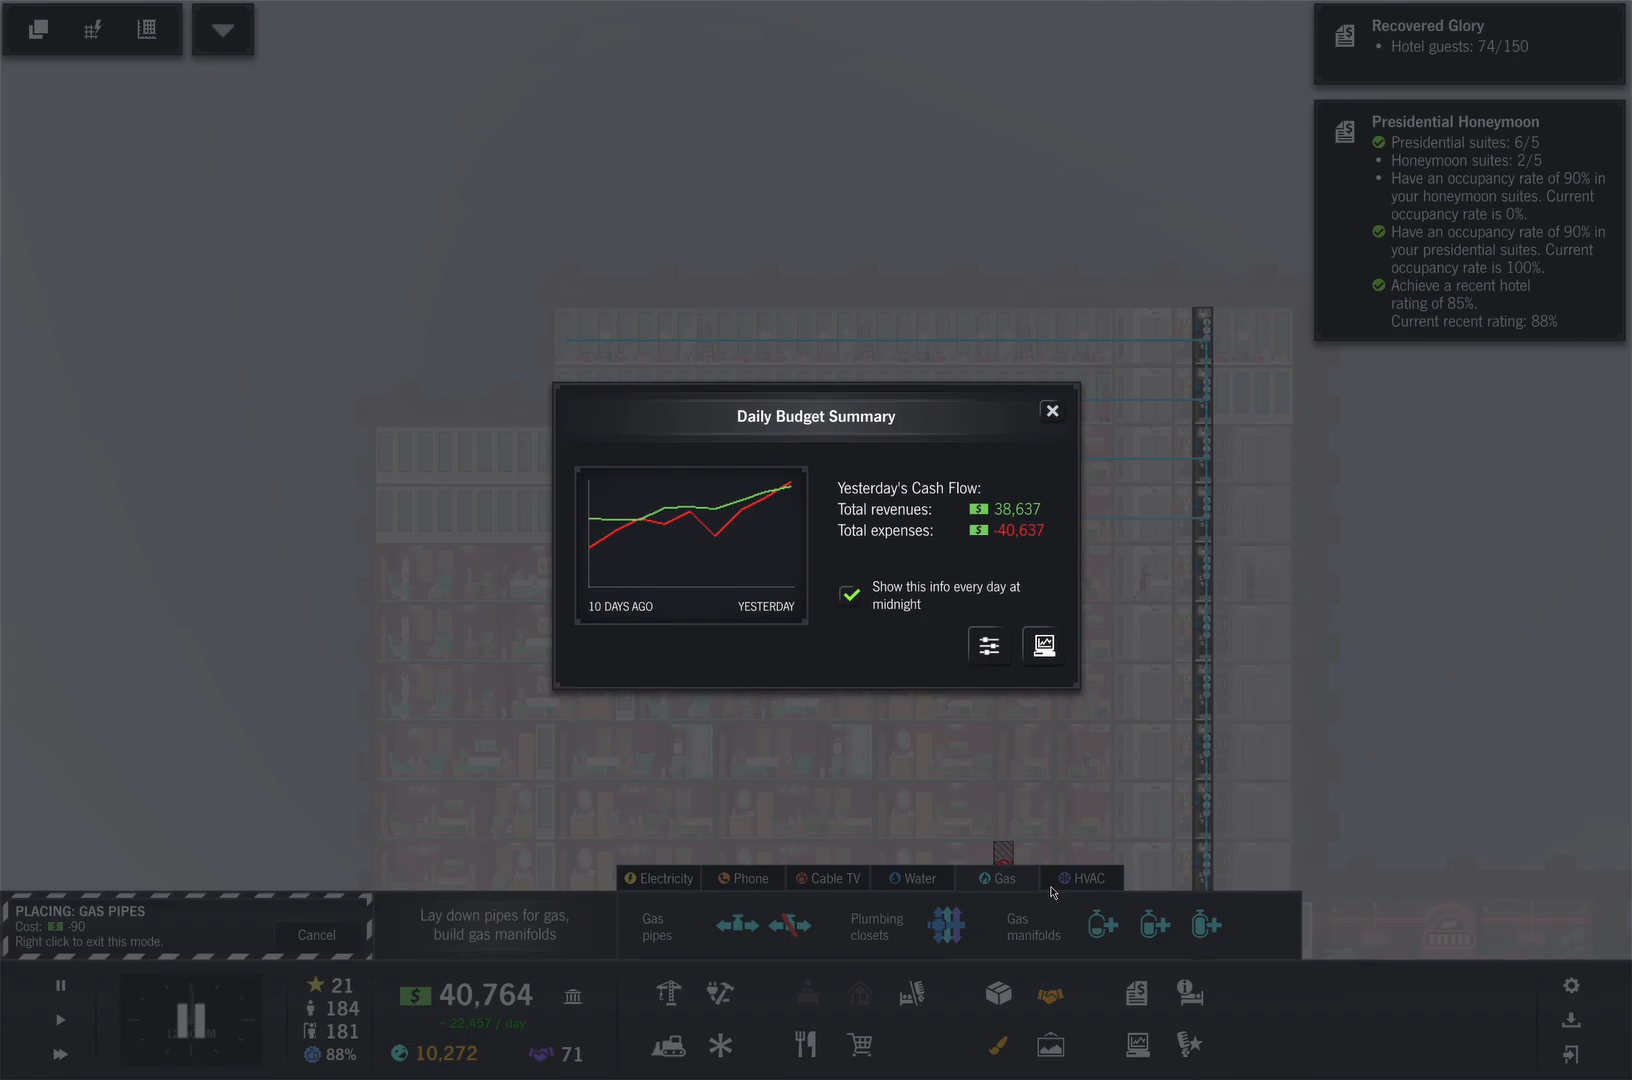 Recovered Glory
• Hotel guests: 74/150
Presidential Honeymoon
Presidential suites: 6/5
• Honeymoon suites: 2/5
• Have an occupancy rate of 90% in
your honeymoon suites. Current
occupancy rate is 0%.
Have an occupancy rate of 90% in
your presidential suites. Current
occupancy rate is 100%.
Achieve a recent hotel
rating of 85%.
Current recent rating: 88%
Daily Budget Summary
Yesterday's Cash Flow:
Total revenues: $ 38,637
Total expenses: $ -40,637
Show this info every day at
midnight
10 DAYS AGO YESTERDAY
Electricity Phone Cable TV Water Gas HVAC
PLACING: GAS PIPES
Cost: $ -90
Right click to exit this mode.
Cancel
Lay down pipes for gas,
build gas manifolds
Gas
pipes
Plumbing
closets
Gas
manifolds
21
184
181
88%
$ 40,764
+ 22,457 / day
10,272 71